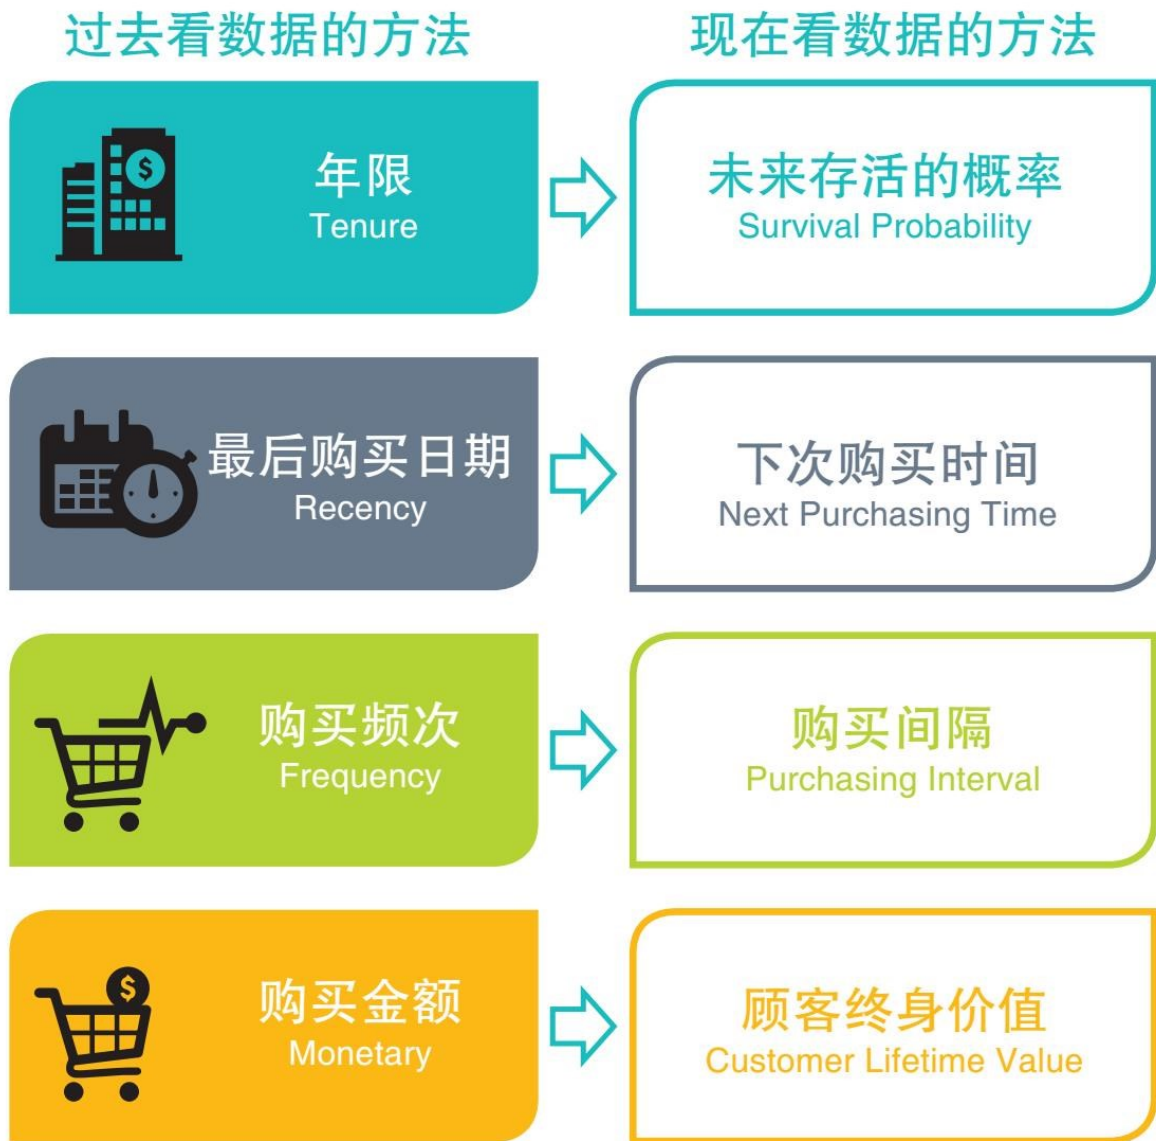 过去看数据的方法
现在看数据的方法
年限
Tenure
未来存活的概率
Survival Probability
最后购买日期
Recency
下次购买时间
Next Purchasing Time
购买频次
Frequency
购买间隔
Purchasing Interval
购买金额
Monetary
顾客终身价值
Customer Lifetime Value
$
$